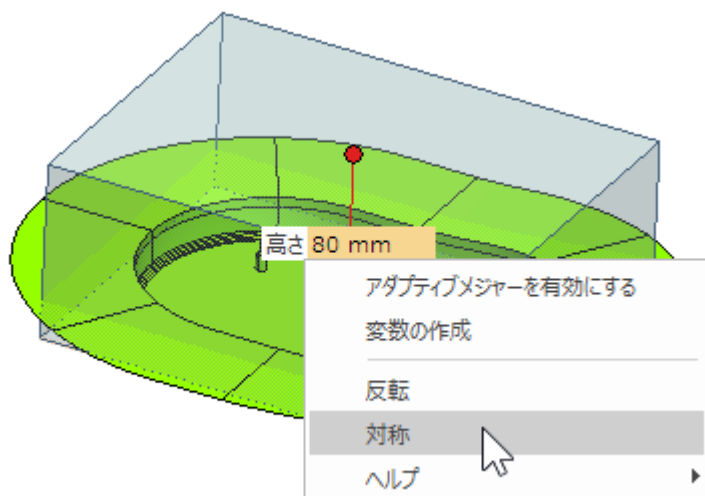 高さ 80 mm
アダプティブメジャーを有効にする
変数の作成
反転
対称
ヘルプ